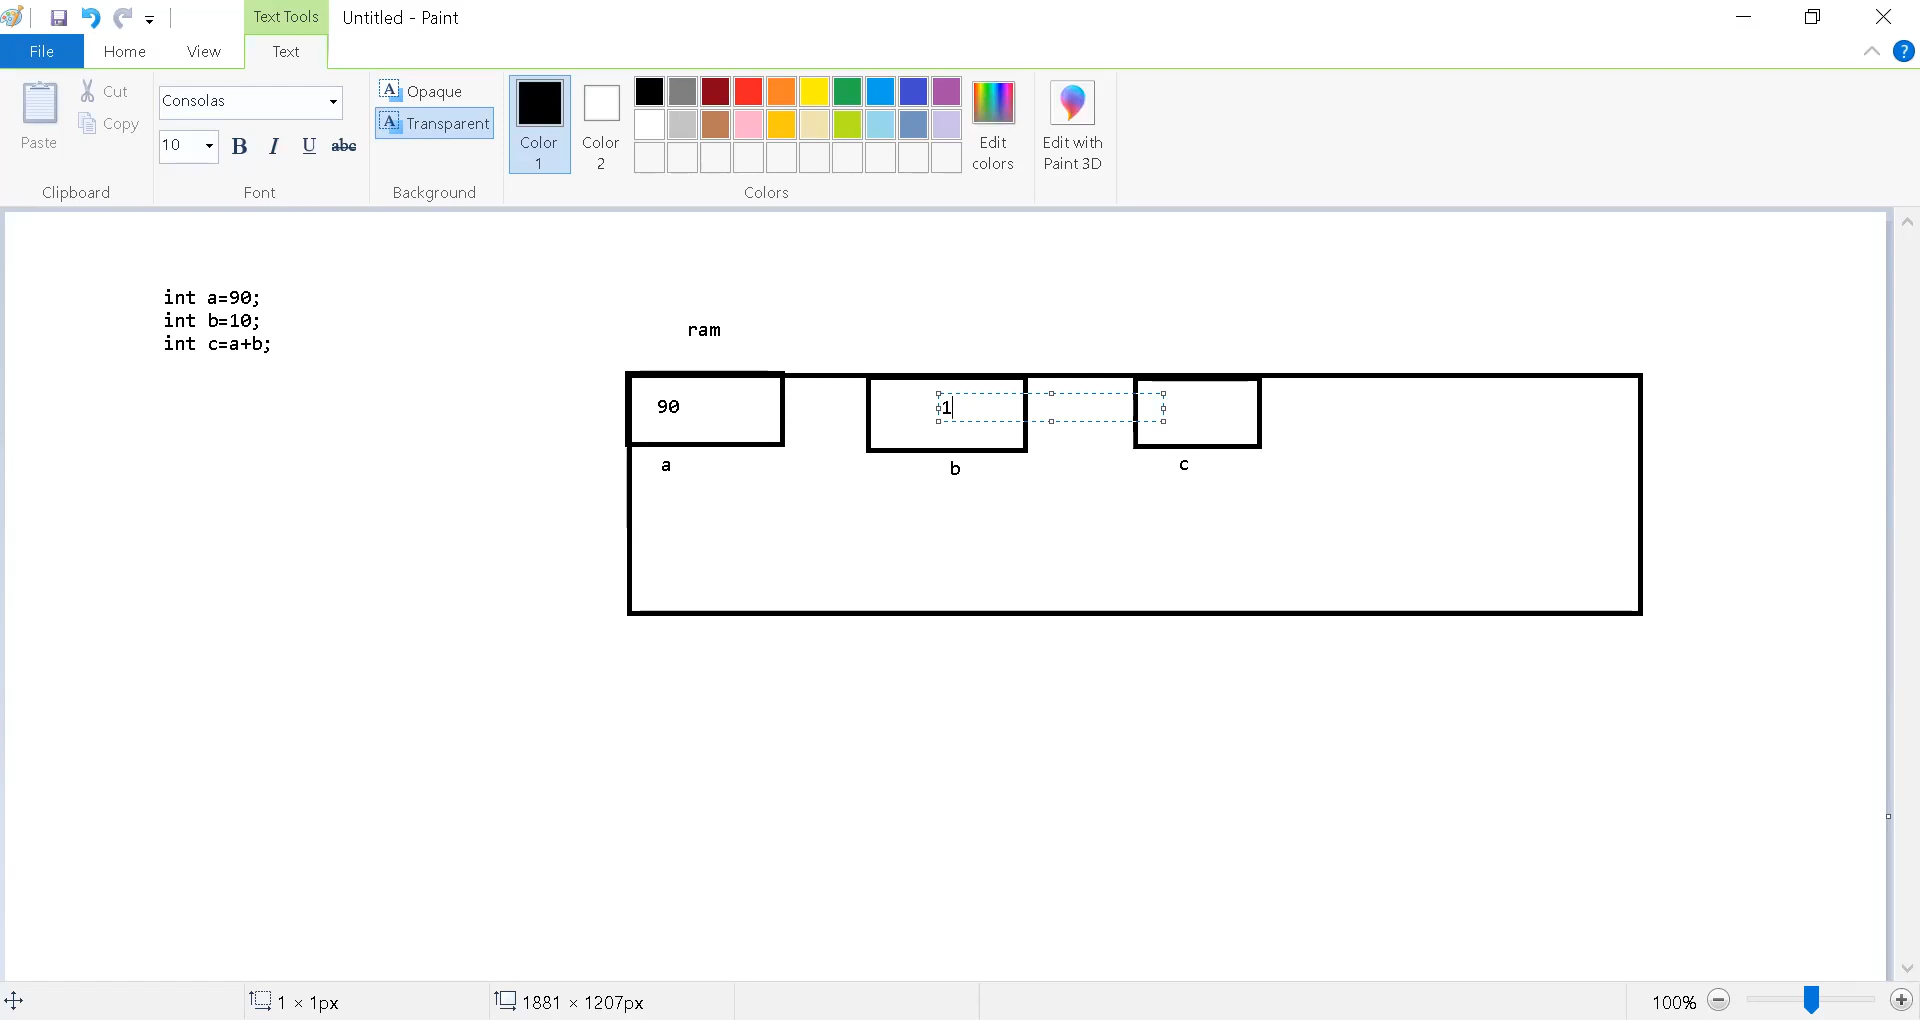 Text Tools
Untitled - Paint
File
Home
View
Text
?
Paste
Cut
Copy
Clipboard
Consolas
10
B
I
U
abc
Font
A Opaque
A Transparent
Background
Color
1
Color
2
Edit
colors
Colors
Edit with
Paint 3D
int a=90;
int b=10;
int c=a+b;
ram
90
1
a
b
c
1 × 1px
1881 × 1207px
100%